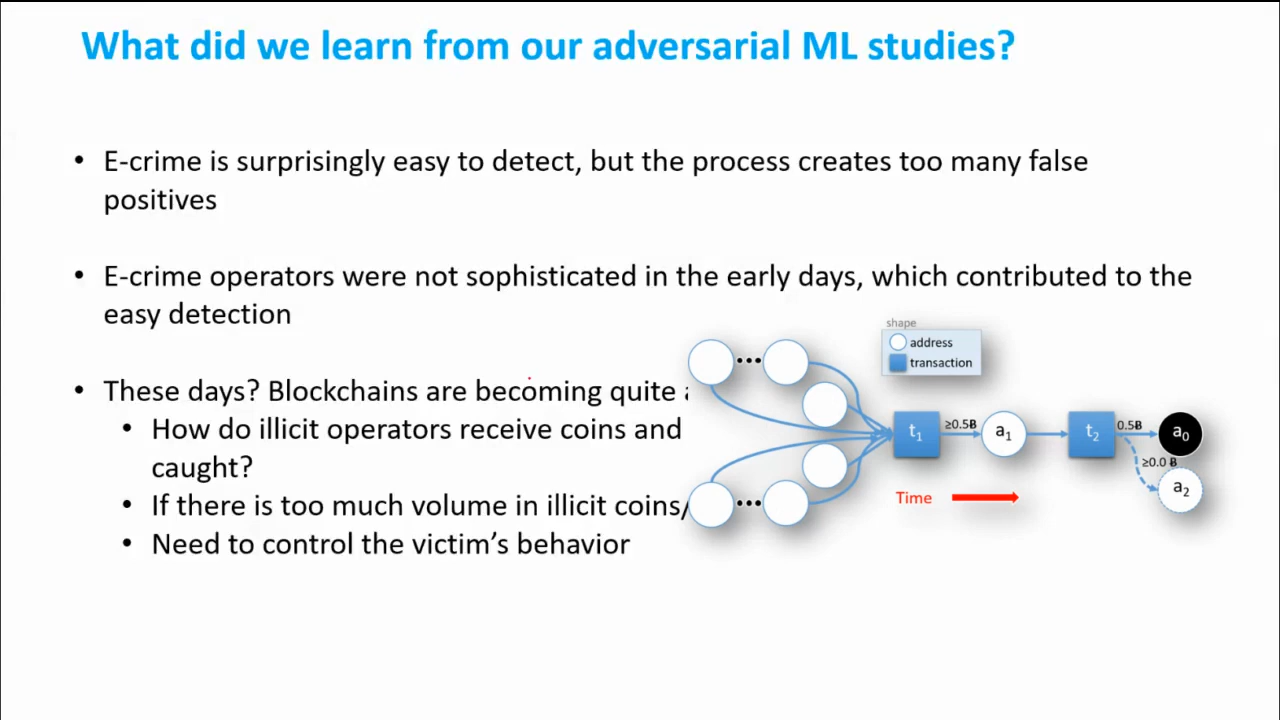 What did we learn from our adversarial ML studies?
• E-crime is surprisingly easy to detect, but the process creates too many false
positives
• E-crime operators were not sophisticated in the early days, which contributed to the
easy detection
• These days? Blockchains are becoming quite
• How do illicit operators receive coins and
caught?
• If there is too much volume in illicit coins/
• Need to control the victim’s behavior
shape
address
transaction
t₁
≥0.5Ƀ
a₁
t₂
0.5Ƀ
a₀
≥0.0 Ƀ
a₂
Time